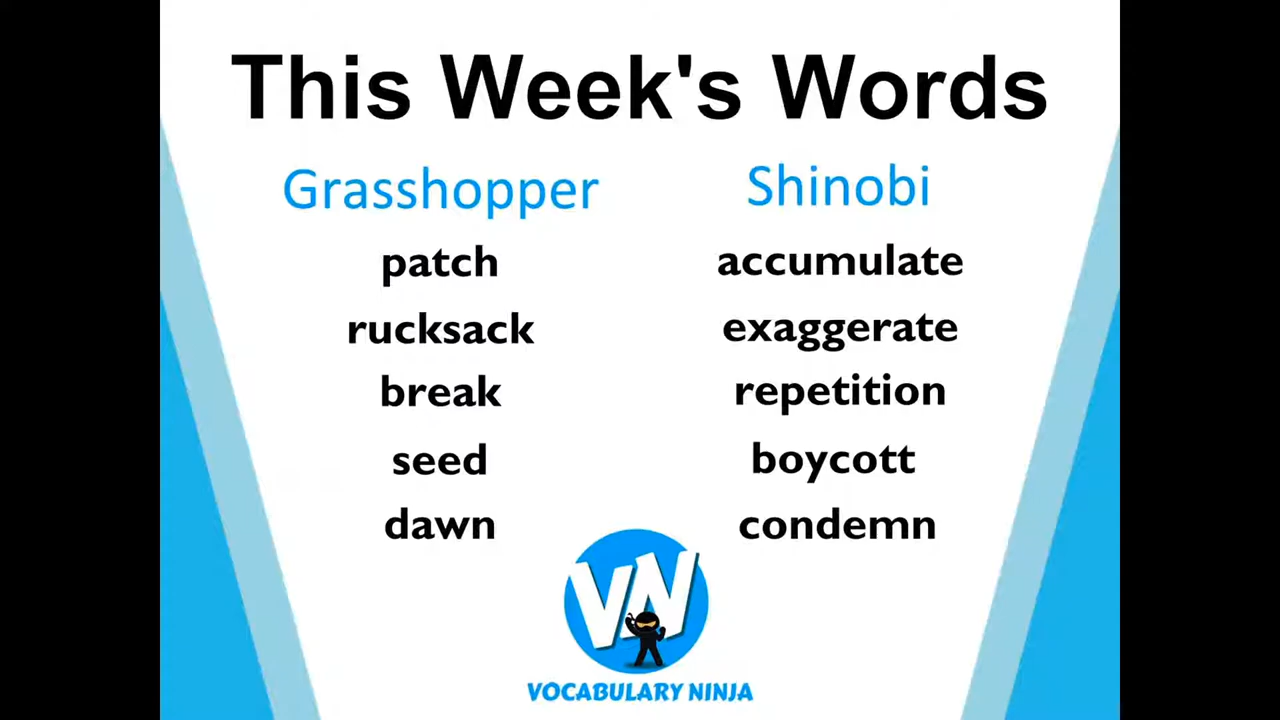 This Week's Words
Grasshopper
patch
rucksack
break
seed
dawn
Shinobi
accumulate
exaggerate
repetition
boycott
condemn
VN
VOCABULARY NINJA